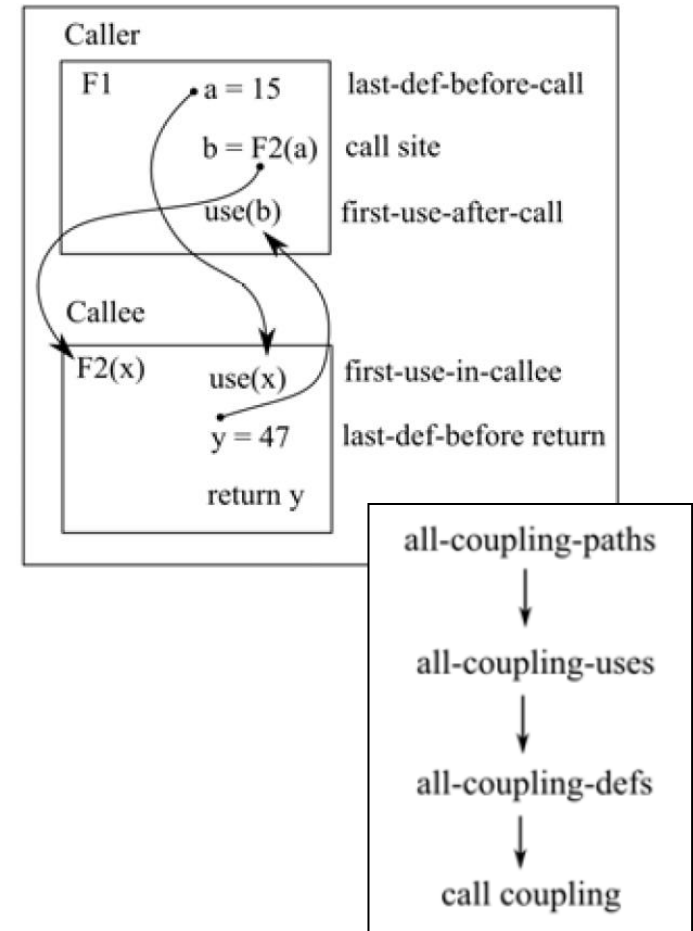 Caller
F1 a = 15 last-def-before-call
b = F2(a) call site
use(b) first-use-after-call
Callee
F2(x) use(x) first-use-in-callee
y = 47 last-def-before return
return y
all-coupling-paths
all-coupling-uses
all-coupling-defs
call coupling